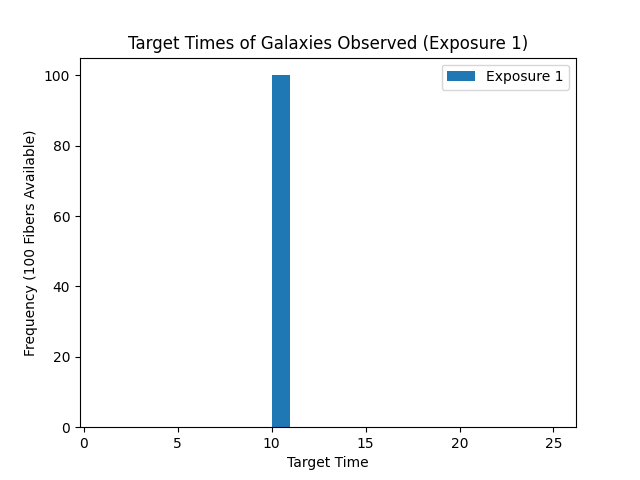 Target Times of Galaxies Observed (Exposure 1)
Exposure 1
Frequency (100 Fibers Available)
100
80
60
40
20
0
0 5 10 15 20 25
Target Time